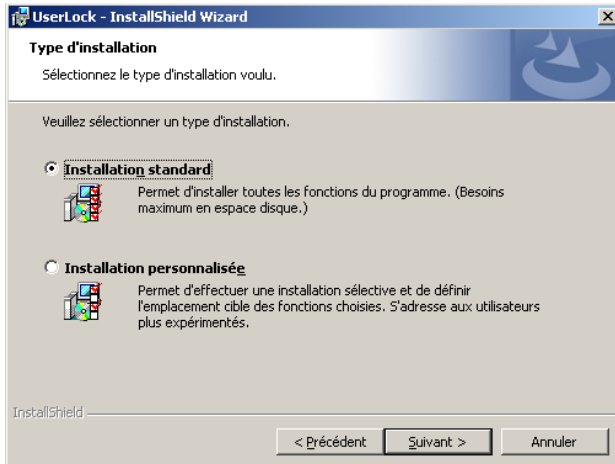 UserLock - InstallShield Wizard
Type d'installation
Sélectionnez le type d'installation voulu.
Veuillez sélectionner un type d'installation.
Installation standard
Permet d'installer toutes les fonctions du programme. (Besoins
maximum en espace disque.)
Installation personnalisée
Permet d'effectuer une installation sélective et de définir
l'emplacement cible des fonctions choisies. S'adresse aux utilisateurs
plus expérimentés.
InstallShield
< Précédent
Suivant >
Annuler